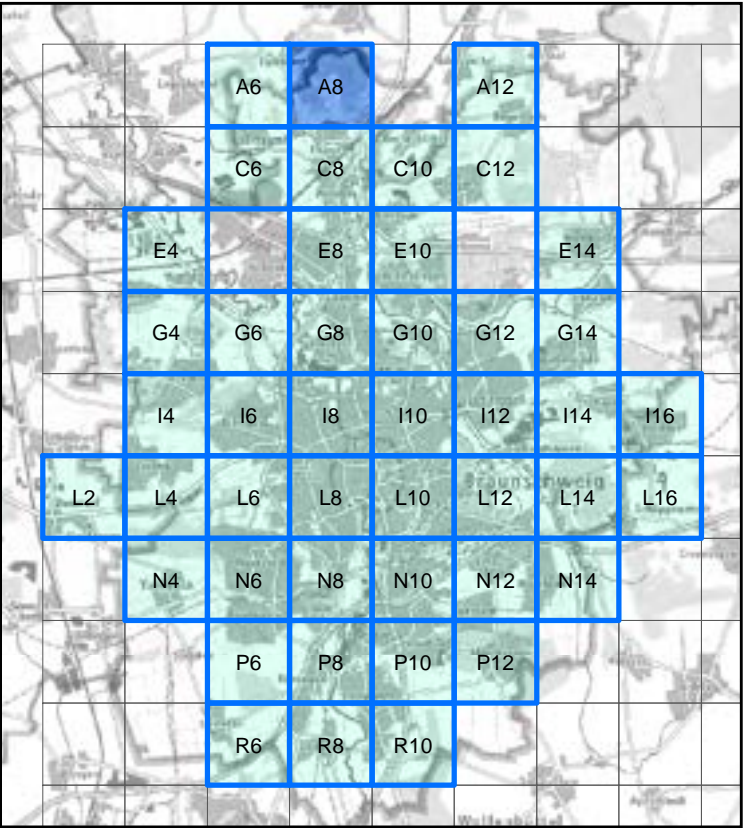 A6 A8 A12
C6 C8 C10 C12
E4 E8 E10 E14
G4 G6 G8 G10 G12 G14
I4 I6 I8 I10 I12 I14 I16
Braunschweig
L2 L4 L6 L8 L10 L12 L14 L16
N4 N6 N8 N10 N12 N14
P6 P8 P10 P12
R6 R8 R10
Wolfenbüttel